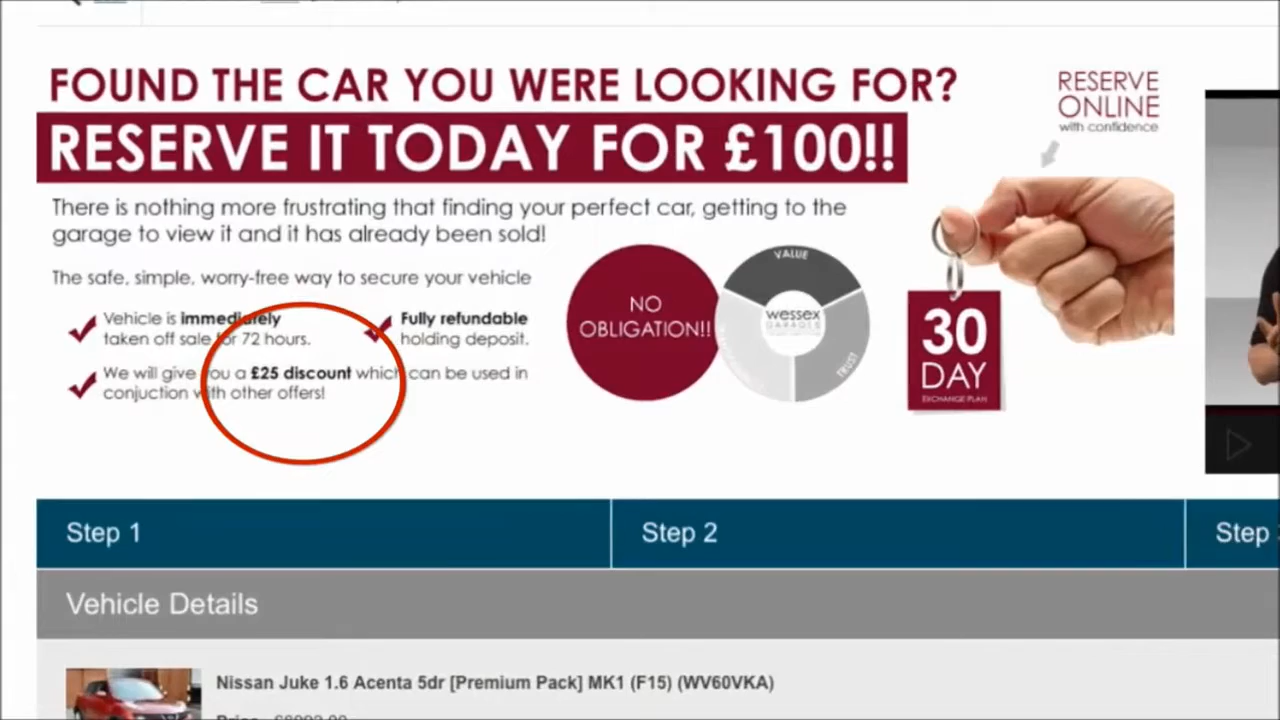 FOUND THE CAR YOU WERE LOOKING FOR?
RESERVE IT TODAY FOR £100!!
There is nothing more frustrating that finding your perfect car, getting to the
garage to view it and it has already been sold!
The safe, simple, worry-free way to secure your vehicle
Vehicle is immediately
taken off sale for 72 hours.
Fully refundable
holding deposit.
We will give you a £25 discount which can be used in
conjuction with other offers!
NO
OBLIGATION!!
VALUE
wessex
GARAGES
TRUST
RESERVE
ONLINE
with confidence
30
DAY
EXCHANGE PLAN
Step 1
Step 2
Step
Vehicle Details
Nissan Juke 1.6 Acenta 5dr [Premium Pack] MK1 (F15) (WV60VKA)